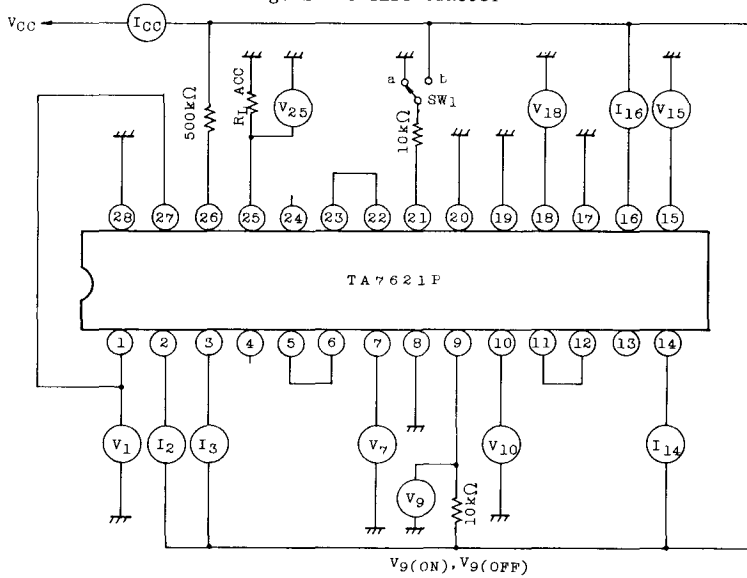 VCC
ICC
500kΩ
RL ACC
V25
a
b
SW1
10kΩ
V18
I16
V15
28 27 26 25 24 23 22 21 20 19 18 17 16 15
TA7621P
1 2 3 4 5 6 7 8 9 10 11 12 13 14
V1
I2
I3
V7
V9
10kΩ
V10
I14
V9(ON), V9(OFF)